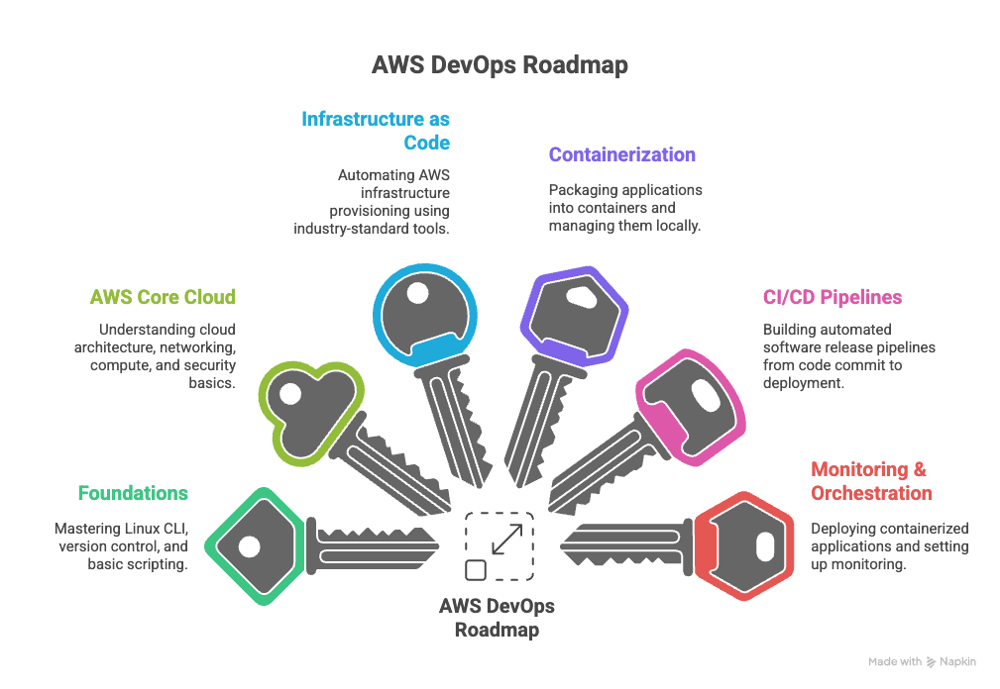 AWS DevOps Roadmap
Infrastructure as
Code
Automating AWS
infrastructure
provisioning using
industry-standard tools.
Containerization
Packaging applications
into containers and
managing them locally.
AWS Core Cloud
Understanding cloud
architecture, networking,
compute, and security
basics.
CI/CD Pipelines
Building automated
software release pipelines
from code commit to
deployment.
Foundations
Mastering Linux CLI,
version control, and
basic scripting.
Monitoring &
Orchestration
Deploying containerized
applications and setting
up monitoring.
AWS DevOps
Roadmap
Made with Napkin